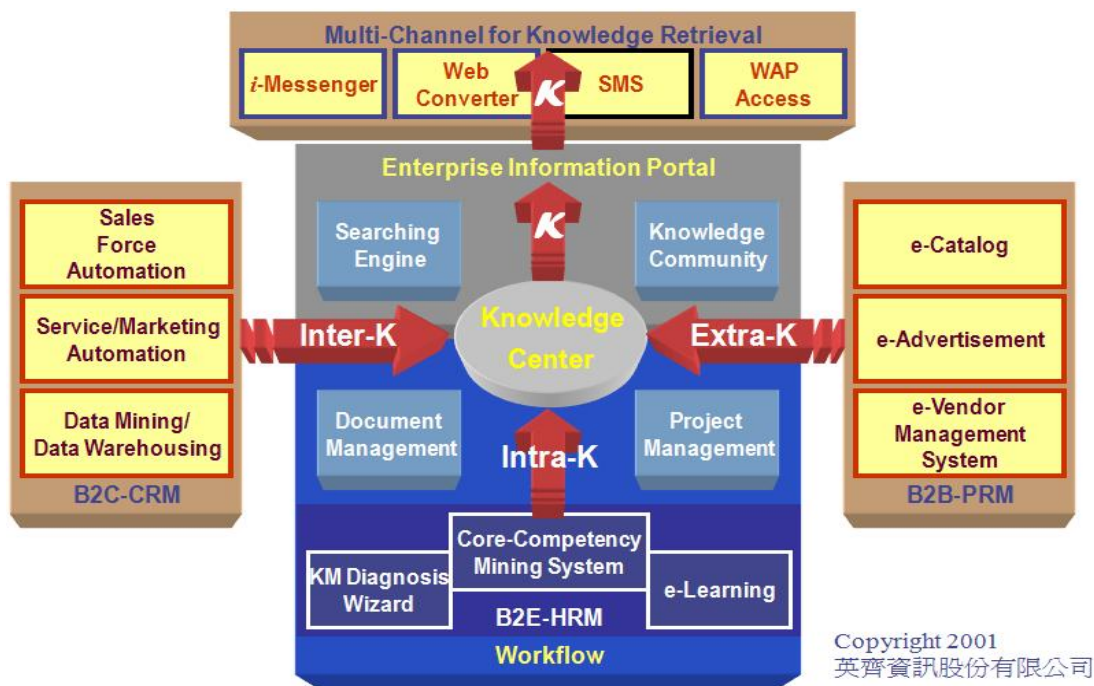 Multi-Channel for Knowledge Retrieval
i-Messenger
Web
Converter
SMS
WAP
Access
K
Enterprise Information Portal
K
Searching
Engine
Knowledge
Community
Sales
Force
Automation
Service/Marketing
Automation
Data Mining/
Data Warehousing
B2C-CRM
Inter-K
Knowledge
Center
Extra-K
e-Catalog
e-Advertisement
e-Vendor
Management
System
B2B-PRM
Document
Management
Intra-K
Project
Management
KM Diagnosis
Wizard
Core-Competency
Mining System
e-Learning
B2E-HRM
Workflow
Copyright 2001
英齊資訊股份有限公司